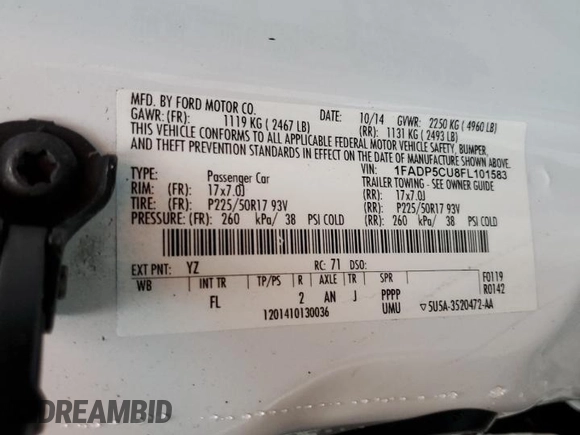 MFD. BY FORD MOTOR CO.
DATE: 10/14 GVWR: 2250 KG ( 4960 LB)
GAWR: (FR): 1119 KG ( 2467 LB) (RR): 1131 KG ( 2493 LB)
THIS VEHICLE CONFORMS TO ALL APPLICABLE FEDERAL MOTOR VEHICLE SAFETY, BUMPER,
AND THEFT PREVENTION STANDARDS IN EFFECT ON THE DATE OF MANUFACTURE SHOWN ABOVE.
VIN: 1FADP5CU8FL101583
TYPE: Passenger Car TRAILER TOWING - SEE OWNER GUIDE
RIM: (FR): 17x7.0J (RR): 17x7.0J
TIRE: (FR): P225/50R17 93V (RR): P225/50R17 93V
PRESSURE: (FR): 260 kPa/ 38 PSI COLD (RR): 260 kPa/ 38 PSI COLD
EXT PNT: YZ RC: 71 DSO:
WB INT TR TP/PS R AXLE TR SPR F0119
R0142
FL 2 AN J PPPP
UMU ▽ 5U5A-3520472-AA
1201410130036
DREAMBID